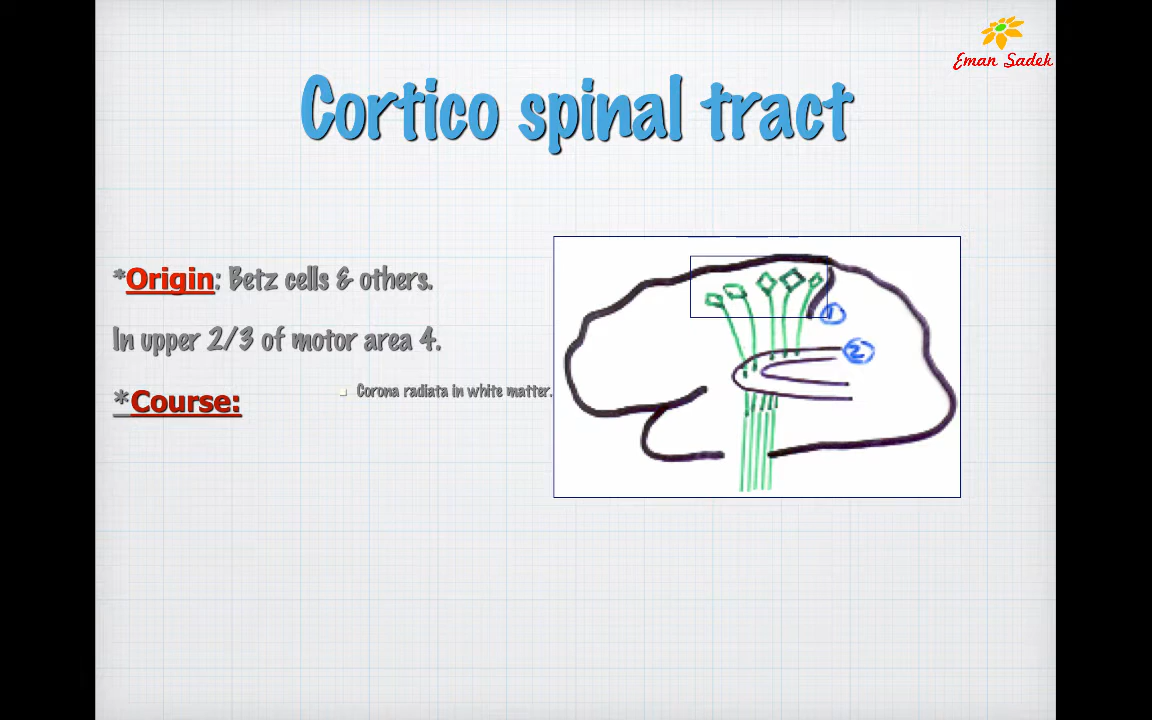 Eman Sadek
Cortico spinal tract
*Origin: Betz cells & others.
In upper 2/3 of motor area 4.
*Course:
Corona radiata in white matter.
1
2